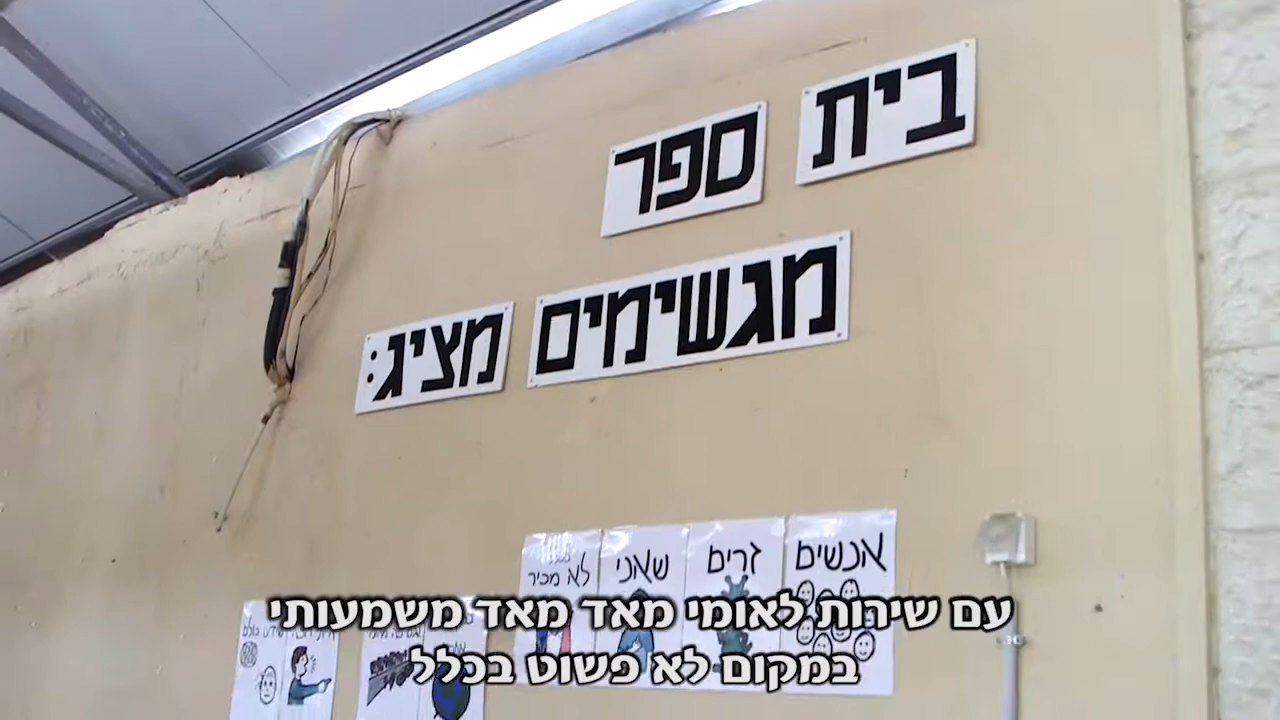 בית ספר
מגשימים מציג:
אנשים זרים שאני לא מכיר
עם שירות לאומי מאד מאד משמעותי
במקום לא פשוט בכלל